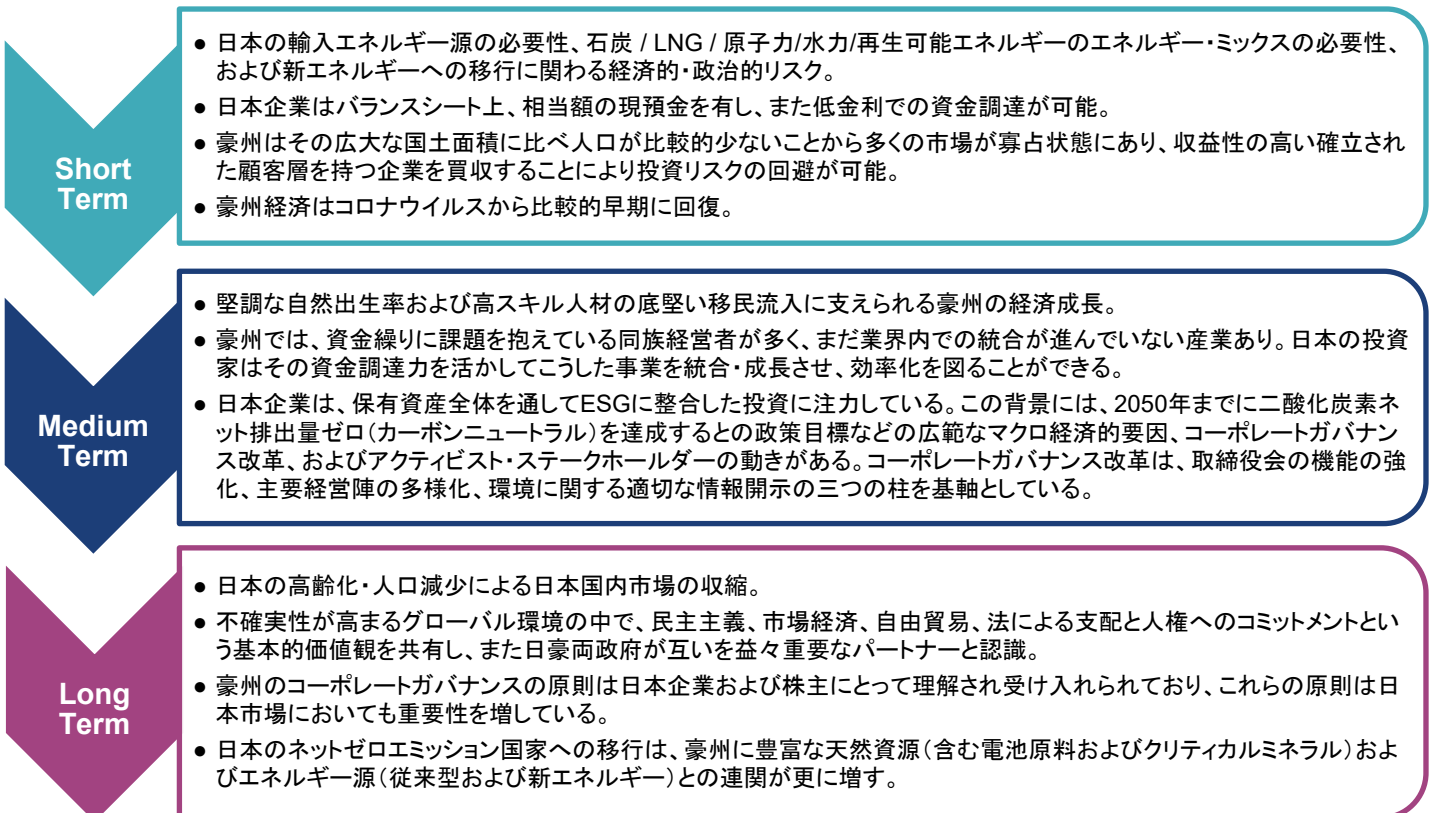 Short
Term
● 日本の輸入エネルギー源の必要性、石炭 / LNG / 原子力/水力/再生可能エネルギーのエネルギー・ミックスの必要性、
および新エネルギーへの移行に関わる経済的・政治的リスク。
● 日本企業はバランスシート上、相当額の現預金を有し、また低金利での資金調達が可能。
● 豪州はその広大な国土面積に比べ人口が比較的少ないことから多くの市場が寡占状態にあり、収益性の高い確立され
た顧客層を持つ企業を買収することにより投資リスクの回避が可能。
● 豪州経済はコロナウイルスから比較的早期に回復。
Medium
Term
● 堅調な自然出生率および高スキル人材の底堅い移民流入に支えられる豪州の経済成長。
● 豪州では、資金繰りに課題を抱えている同族経営者が多く、まだ業界内での統合が進んでいない産業あり。日本の投資
家はその資金調達力を活かしてこうした事業を統合・成長させ、効率化を図ることができる。
● 日本企業は、保有資産全体を通してESGに整合した投資に注力している。この背景には、2050年までに二酸化炭素ネ
ット排出量ゼロ（カーボンニュートラル）を達成するとの政策目標などの広範なマクロ経済的要因、コーポレートガバナン
ス改革、およびアクティビスト・ステークホールダーの動きがある。コーポレートガバナンス改革は、取締役会の機能の強
化、主要経営陣の多様化、環境に関する適切な情報開示の三つの柱を基軸としている。
Long
Term
● 日本の高齢化・人口減少による日本国内市場の収縮。
● 不確実性が高まるグローバル環境の中で、民主主義、市場経済、自由貿易、法による支配と人権へのコミットメントとい
う基本的価値観を共有し、また日豪両政府が互いを益々重要なパートナーと認識。
● 豪州のコーポレートガバナンスの原則は日本企業および株主にとって理解され受け入れられており、これらの原則は日
本市場においても重要性を増している。
● 日本のネットゼロエミッション国家への移行は、豪州に豊富な天然資源（含む電池原料およびクリティカルミネラル）およ
びエネルギー源（従来型および新エネルギー）との連関が更に増す。